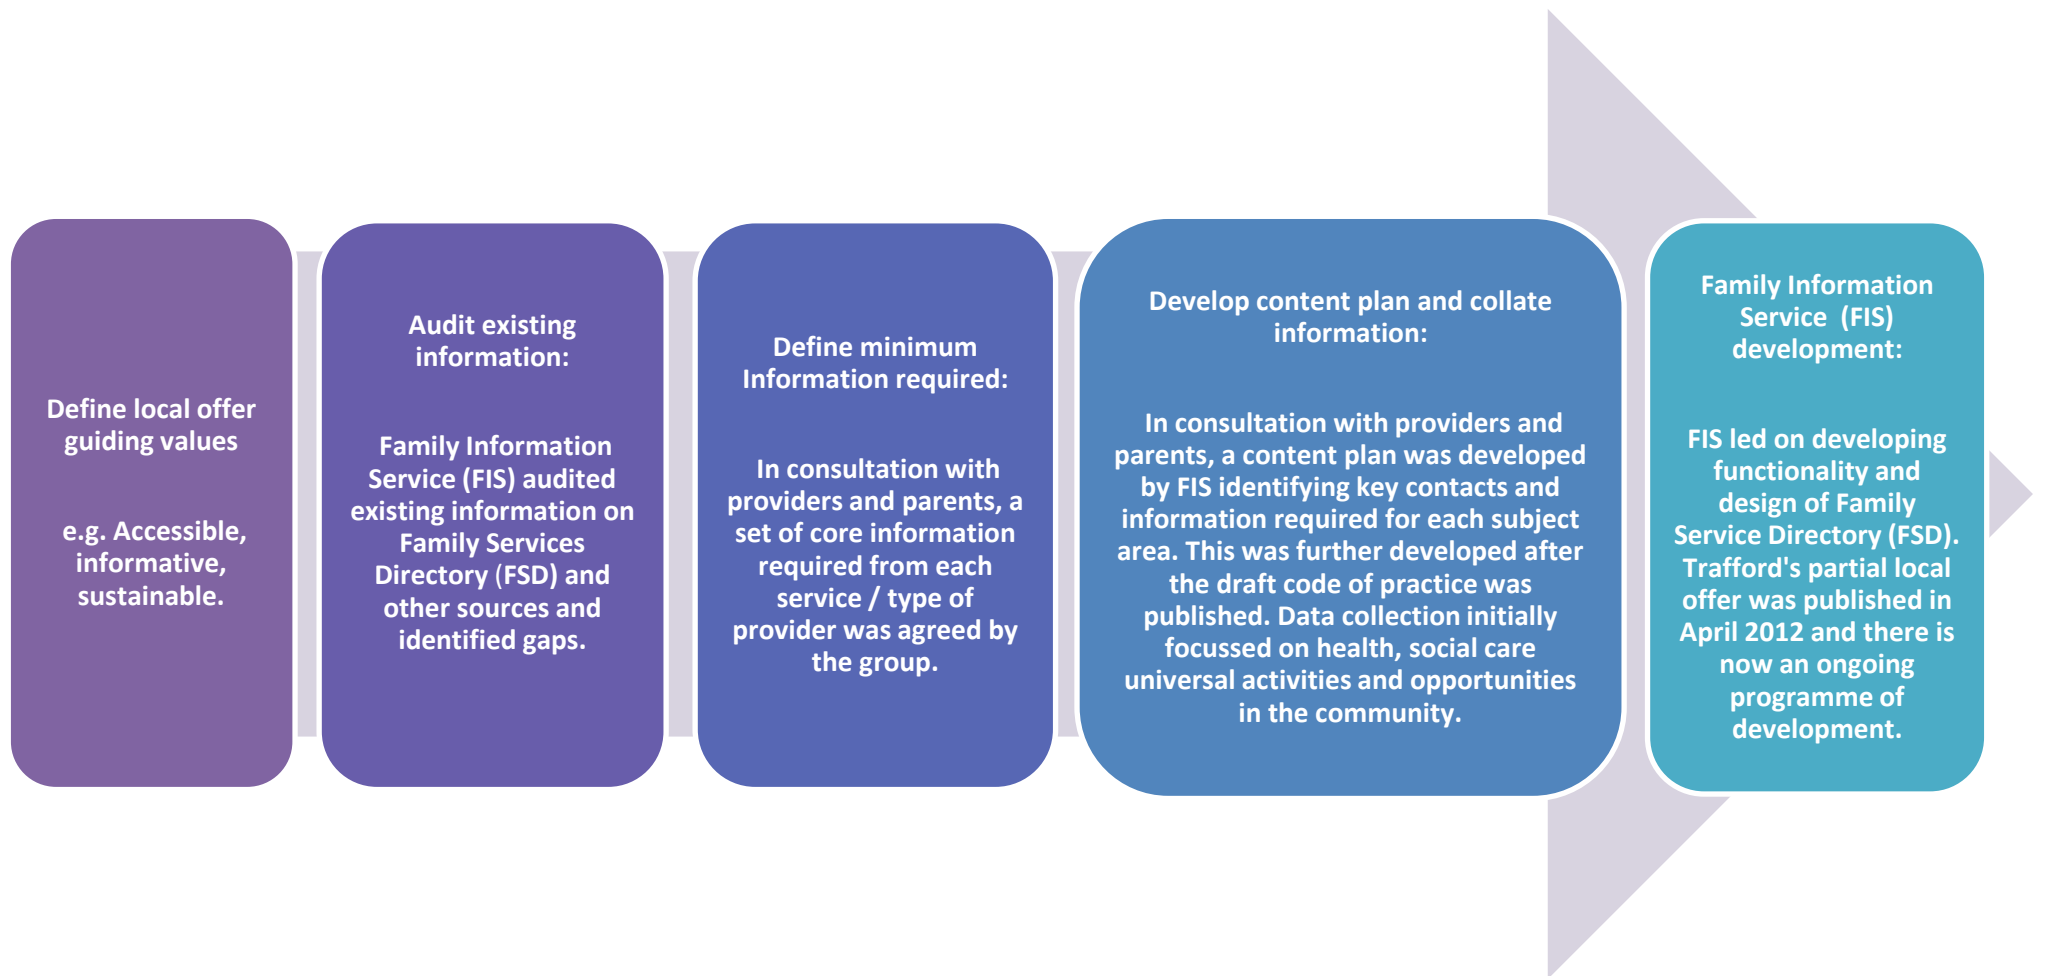 Define local offer
guiding values
e.g. Accessible,
informative,
sustainable.
Audit existing
information:
Family Information
Service (FIS) audited
existing information on
Family Services
Directory (FSD) and
other sources and
identified gaps.
Define minimum
Information required:
In consultation with
providers and parents, a
set of core information
required from each
service / type of
provider was agreed by
the group.
Develop content plan and collate
information:
In consultation with providers and
parents, a content plan was developed
by FIS identifying key contacts and
information required for each subject
area. This was further developed after
the draft code of practice was
published. Data collection initially
focussed on health, social care
universal activities and opportunities
in the community.
Family Information
Service (FIS)
development:
FIS led on developing
functionality and
design of Family
Service Directory (FSD).
Trafford's partial local
offer was published in
April 2012 and there is
now an ongoing
programme of
development.